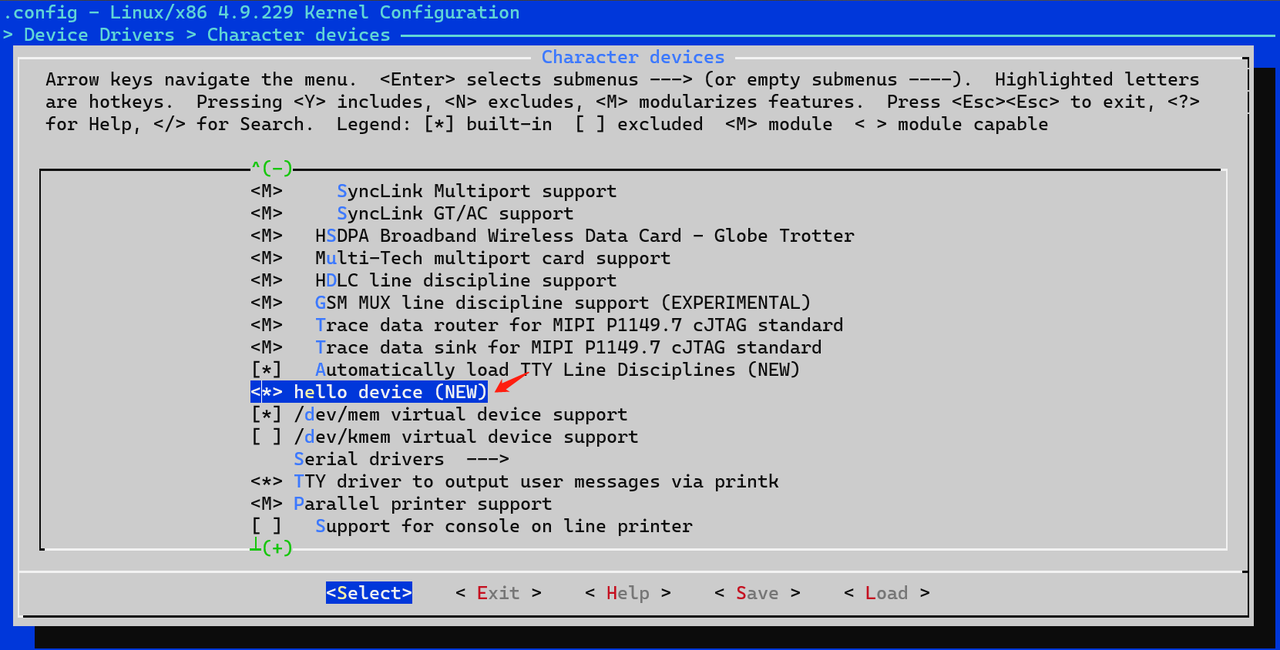 .config - Linux/x86 4.9.229 Kernel Configuration
> Device Drivers > Character devices
Character devices
Arrow keys navigate the menu.  <Enter> selects submenus ---> (or empty submenus ----).  Highlighted letters
are hotkeys.  Pressing <Y> includes, <N> excludes, <M> modularizes features.  Press <Esc><Esc> to exit, <?>
for Help, </> for Search.  Legend: [*] built-in  [ ] excluded  <M> module  < > module capable
^(-)
<M>     SyncLink Multiport support
<M>     SyncLink GT/AC support
<M>   HSDPA Broadband Wireless Data Card - Globe Trotter
<M>   Multi-Tech multiport card support
<M>   HDLC line discipline support
<M>   GSM MUX line discipline support (EXPERIMENTAL)
<M>   Trace data router for MIPI P1149.7 cJTAG standard
<M>   Trace data sink for MIPI P1149.7 cJTAG standard
[*]   Automatically load TTY Line Disciplines (NEW)
<*> hello device (NEW)
[*] /dev/mem virtual device support
[ ] /dev/kmem virtual device support
    Serial drivers  --->
<*> TTY driver to output user messages via printk
<M> Parallel printer support
[ ]   Support for console on line printer
┴(+)
<Select>    < Exit >    < Help >    < Save >    < Load >